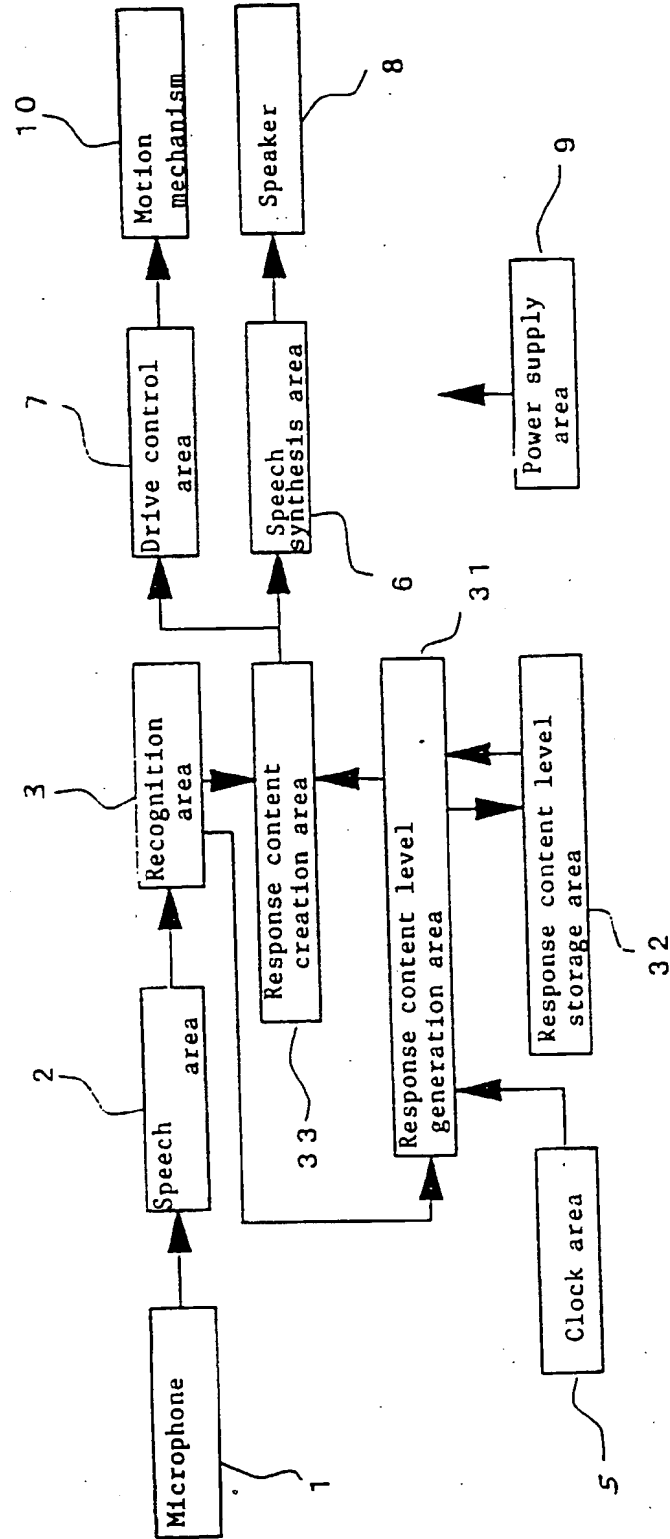 1
Microphone
2
Speech
area
3
Recognition
area
7
Drive control
area
10
Motion
mechanism
33
Response content
creation area
Speech
synthesis area
6
Speaker
8
Response content level
generation area
31
Clock area
5
Response content level
storage area
32
Power supply
area
9